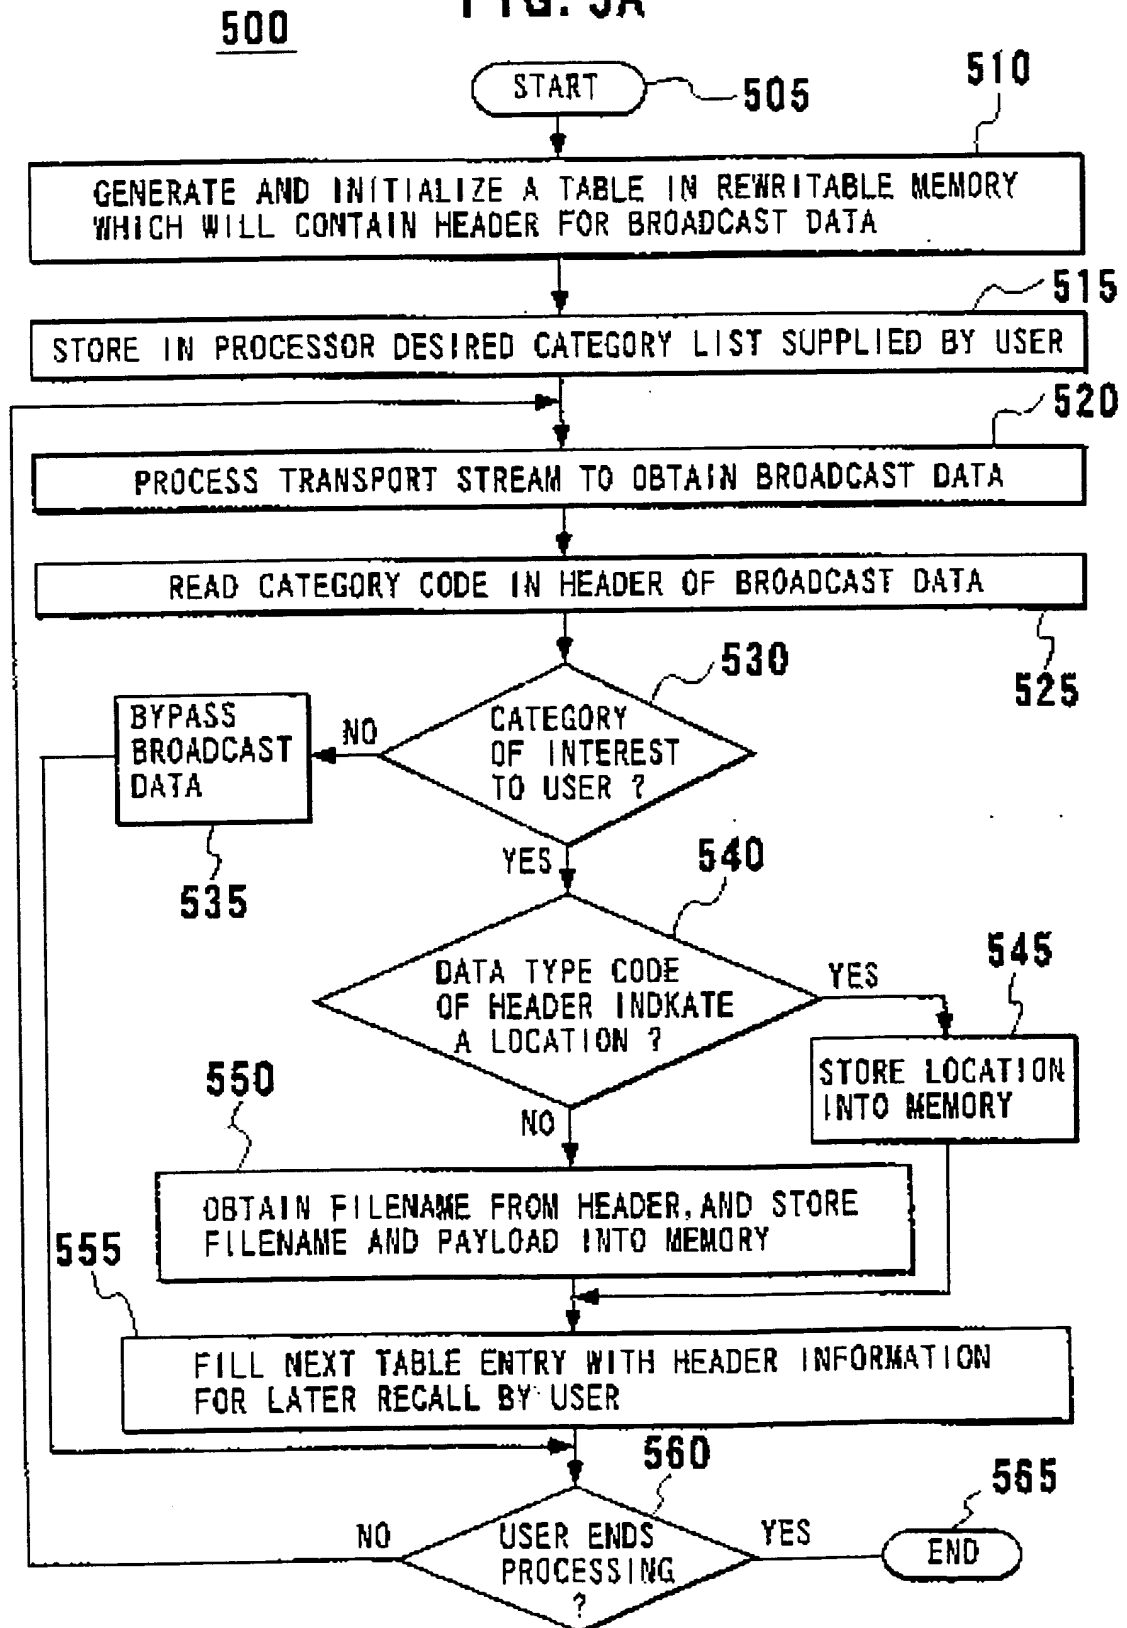 FIG. 5A
500
START
505
510
GENERATE AND INITIALIZE A TABLE IN REWRITABLE MEMORY
WHICH WILL CONTAIN HEADER FOR BROADCAST DATA
515
STORE IN PROCESSOR DESIRED CATEGORY LIST SUPPLIED BY USER
520
PROCESS TRANSPORT STREAM TO OBTAIN BROADCAST DATA
READ CATEGORY CODE IN HEADER OF BROADCAST DATA
525
530
CATEGORY
OF INTEREST
TO USER ?
NO
BYPASS
BROADCAST
DATA
535
YES
540
DATA TYPE CODE
OF HEADER INDKATE
A LOCATION ?
YES
545
STORE LOCATION
INTO MEMORY
NO
550
OBTAIN FILENAME FROM HEADER, AND STORE
FILENAME AND PAYLOAD INTO MEMORY
555
FILL NEXT TABLE ENTRY WITH HEADER INFORMATION
FOR LATER RECALL BY USER
560
USER ENDS
PROCESSING
?
NO
YES
565
END